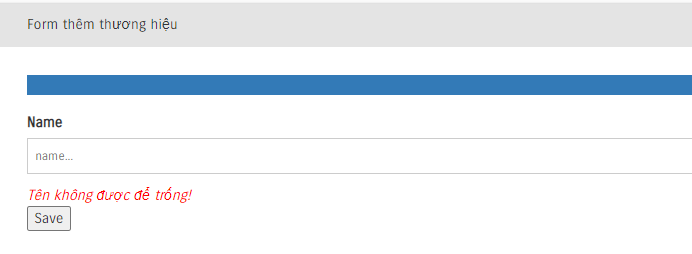 Form thêm thương hiệu
Name
name...
Tên không được để trống!
Save